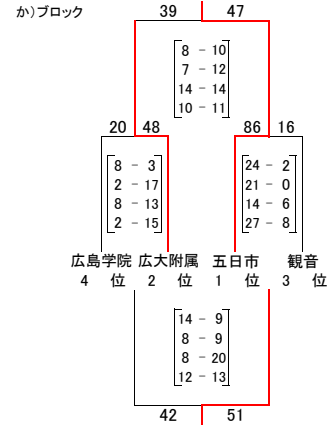 か）ブロック
39 47
8 - 10
7 - 12
14 - 14
10 - 11
20 48 86 16
8 - 3 24 - 2
2 - 17 21 - 0
8 - 13 14 - 6
2 - 15 27 - 8
広島学院 広大附属 五日市 観音
4 位 2 位 1 位 3 位
14 - 9
8 - 9
8 - 20
12 - 13
42 51